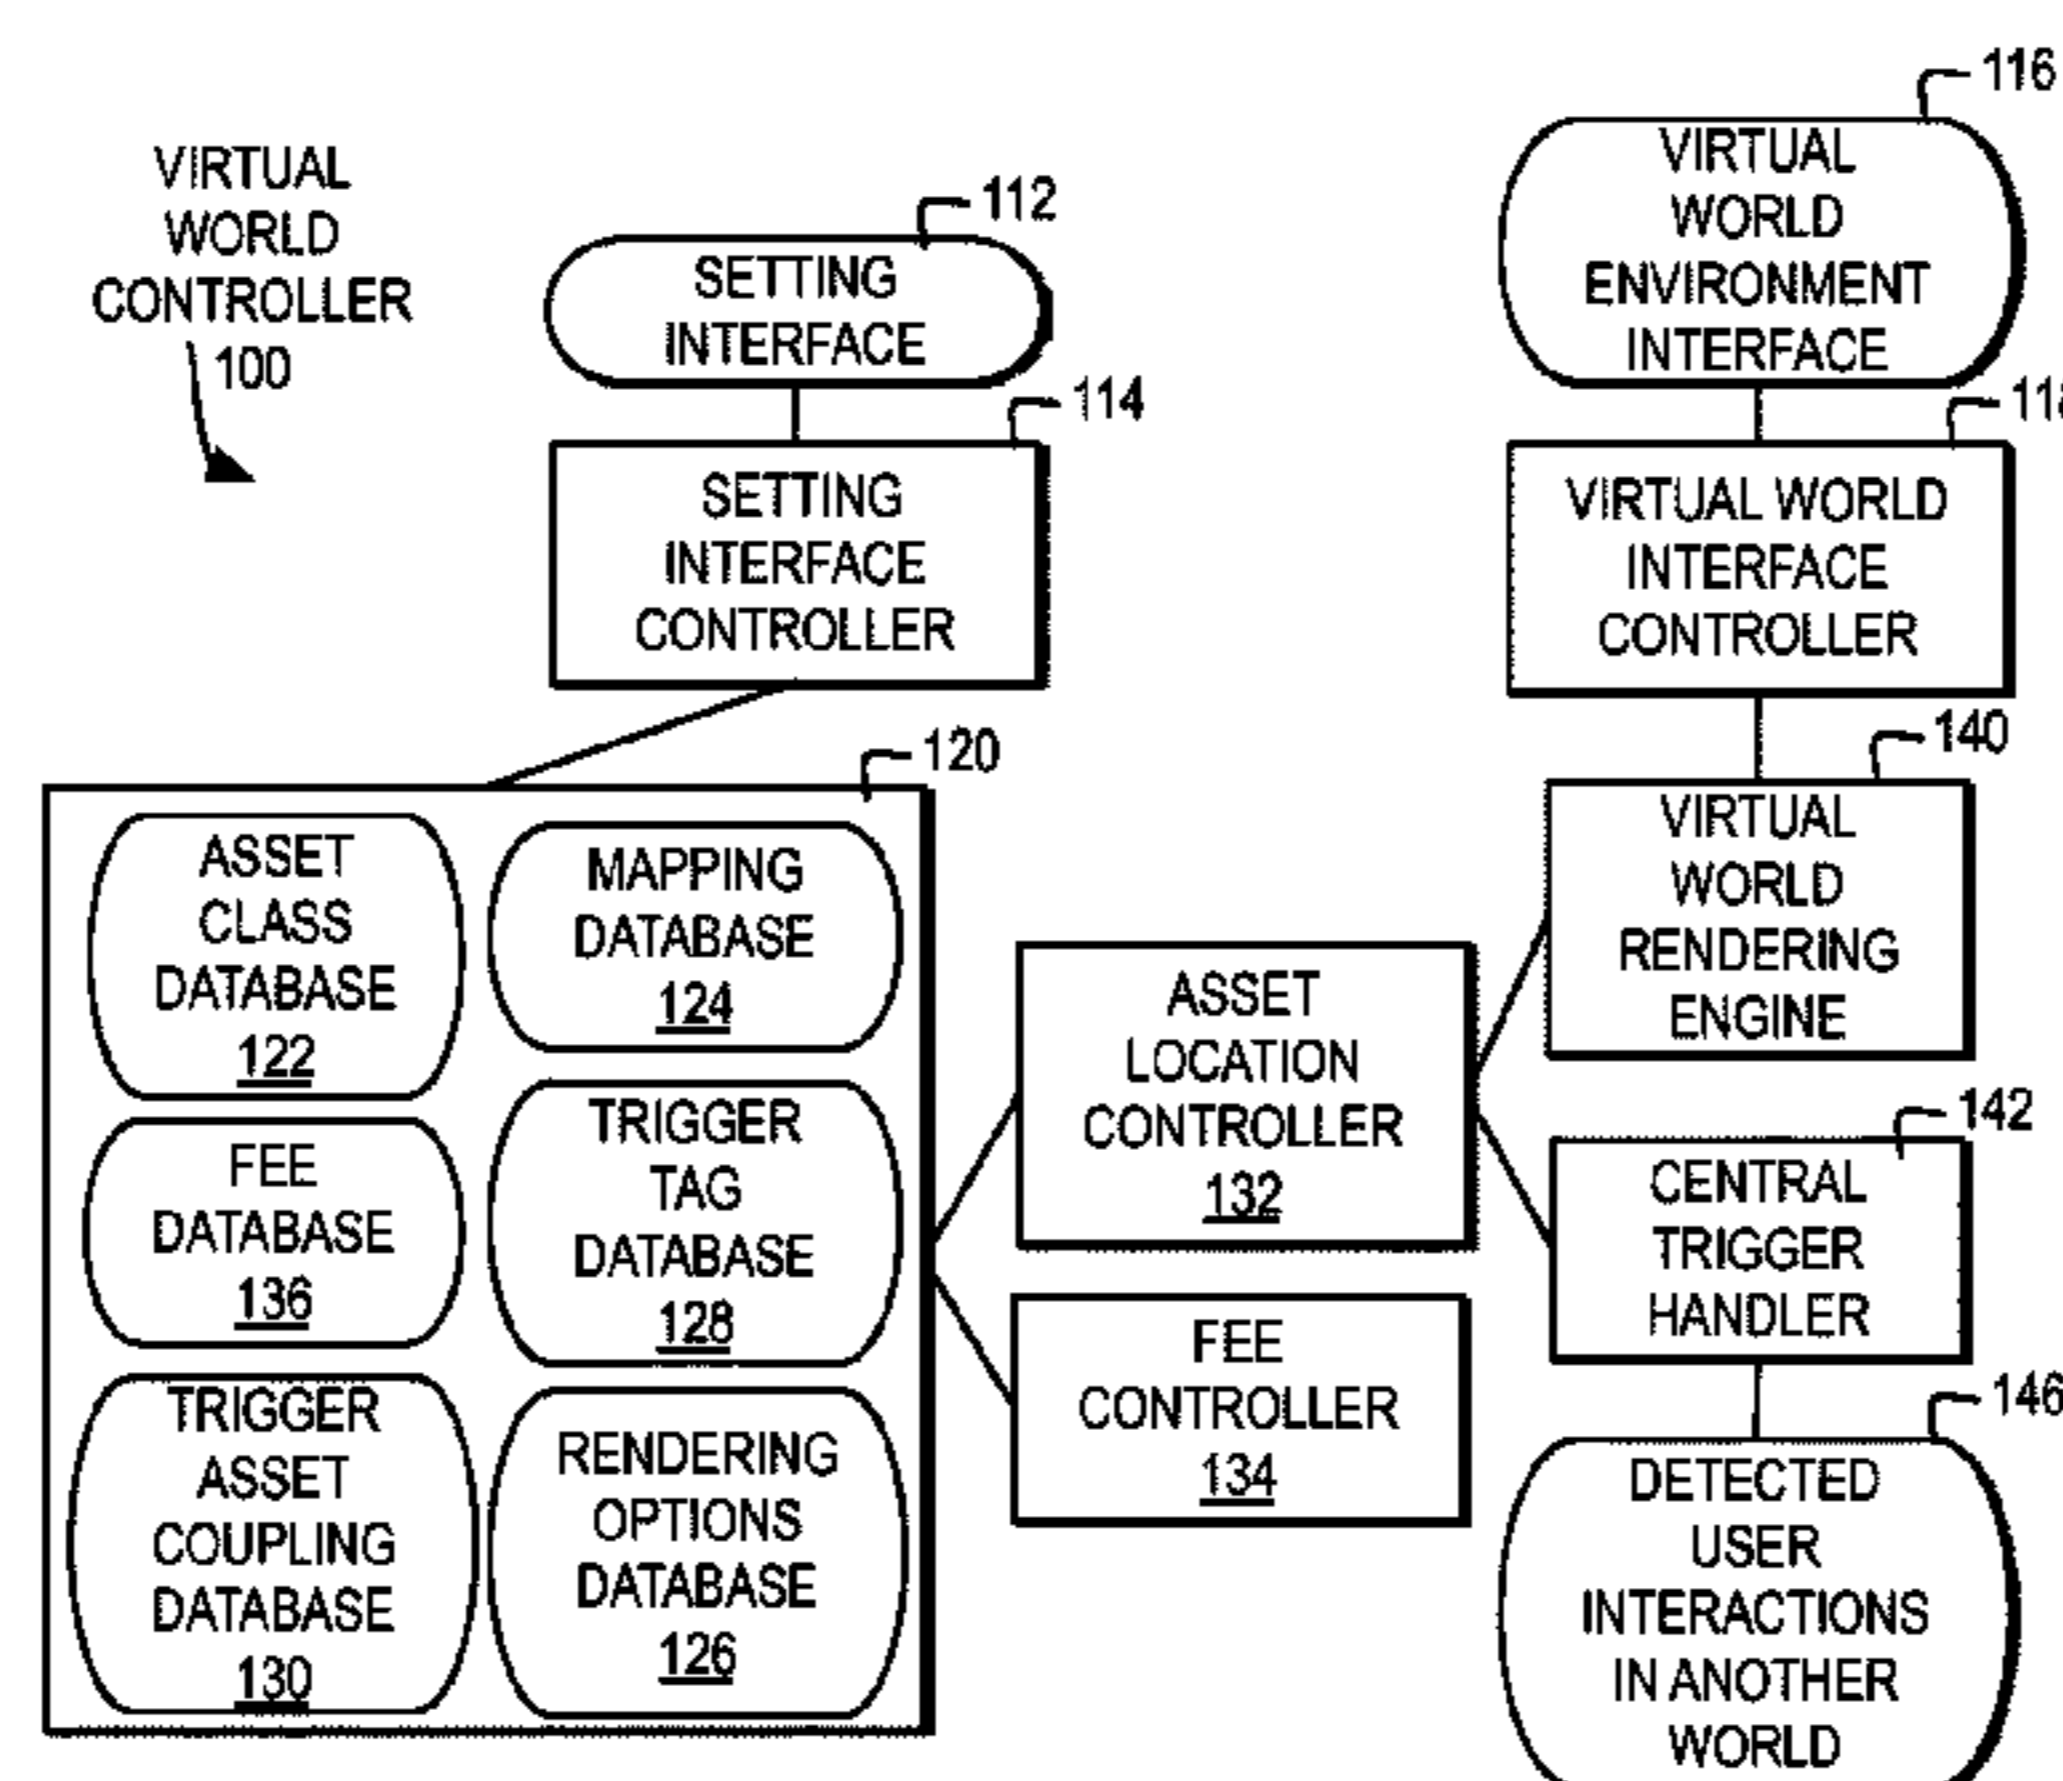 VIRTUAL
WORLD
CONTROLLER
100
112
SETTING
INTERFACE
114
SETTING
INTERFACE
CONTROLLER
116
VIRTUAL
WORLD
ENVIRONMENT
INTERFACE
VIRTUAL WORLD
INTERFACE
CONTROLLER
120
ASSET
CLASS
DATABASE
122
MAPPING
DATABASE
124
FEE
DATABASE
136
TRIGGER
TAG
DATABASE
128
TRIGGER
ASSET
COUPLING
DATABASE
130
RENDERING
OPTIONS
DATABASE
126
ASSET
LOCATION
CONTROLLER
132
FEE
CONTROLLER
134
140
VIRTUAL
WORLD
RENDERING
ENGINE
142
CENTRAL
TRIGGER
HANDLER
146
DETECTED
USER
INTERACTIONS
IN ANOTHER
WORLD